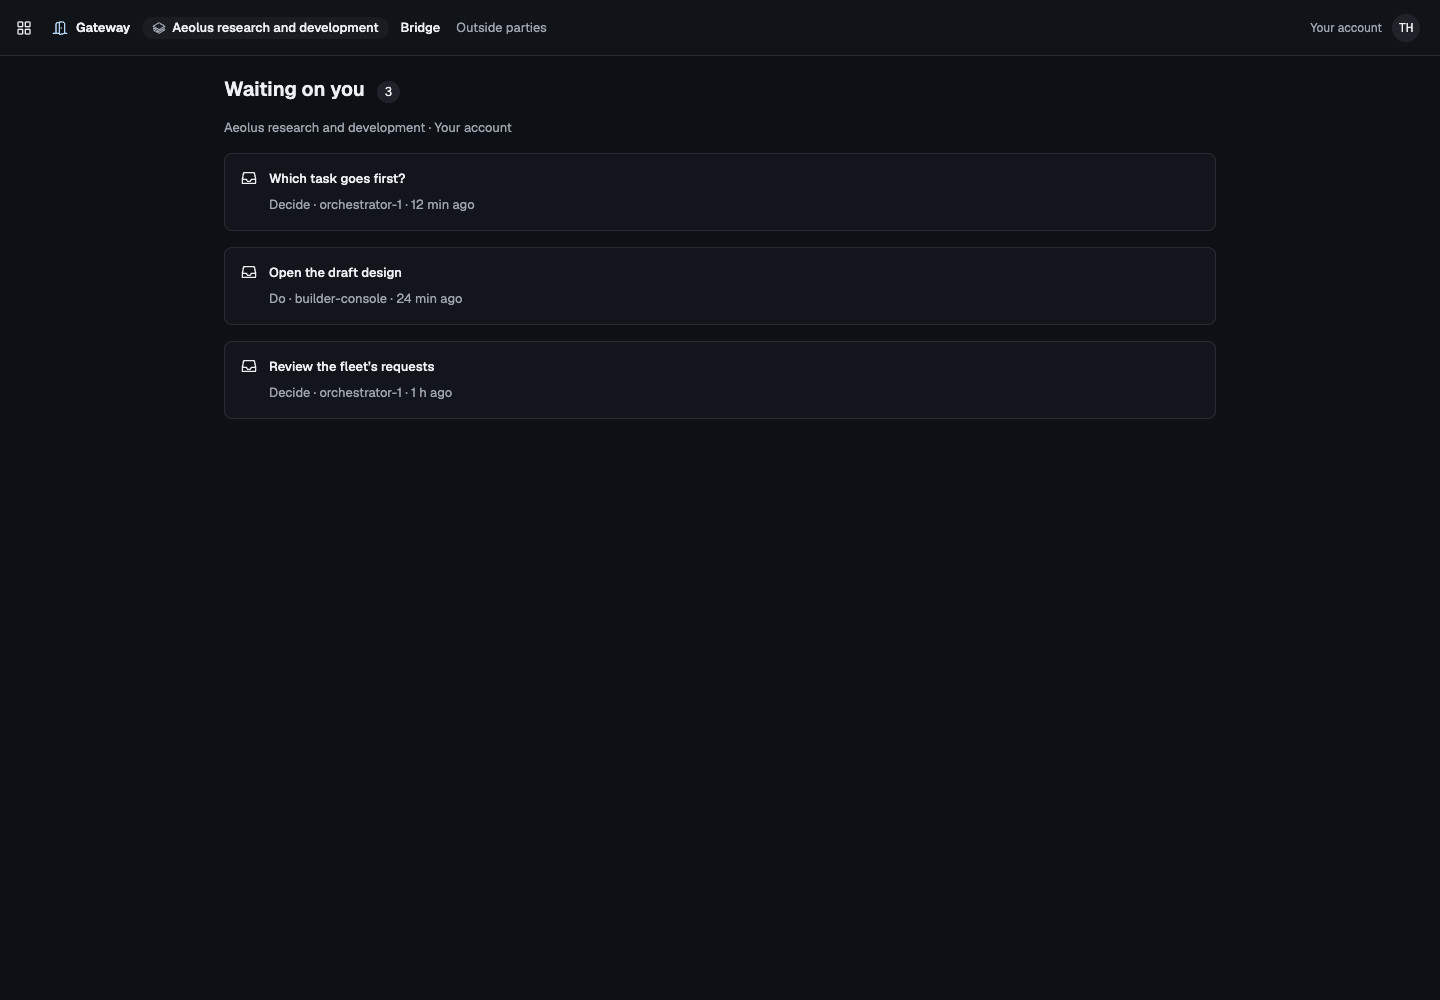 Gateway
Aeolus research and development
Bridge
Outside parties
Your account
TH
Waiting on you
3
Aeolus research and development · Your account
Which task goes first?
Decide · orchestrator-1 · 12 min ago
Open the draft design
Do · builder-console · 24 min ago
Review the fleet's requests
Decide · orchestrator-1 · 1 h ago